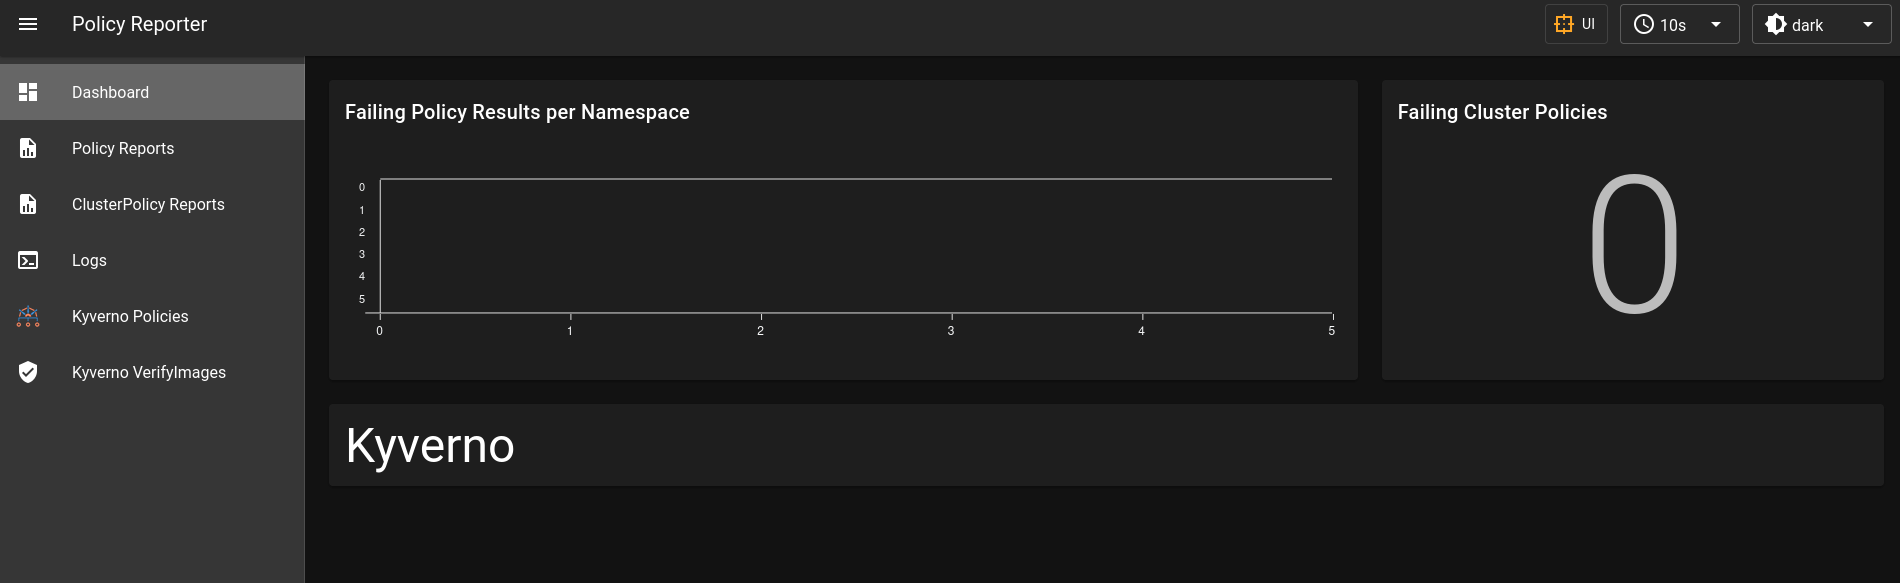 Policy Reporter
UI
10s
dark
Dashboard
Policy Reports
ClusterPolicy Reports
Logs
Kyverno Policies
Kyverno VerifyImages
Failing Policy Results per Namespace
0
1
2
3
4
5
0 1 2 3 4 5
Failing Cluster Policies
0
Kyverno